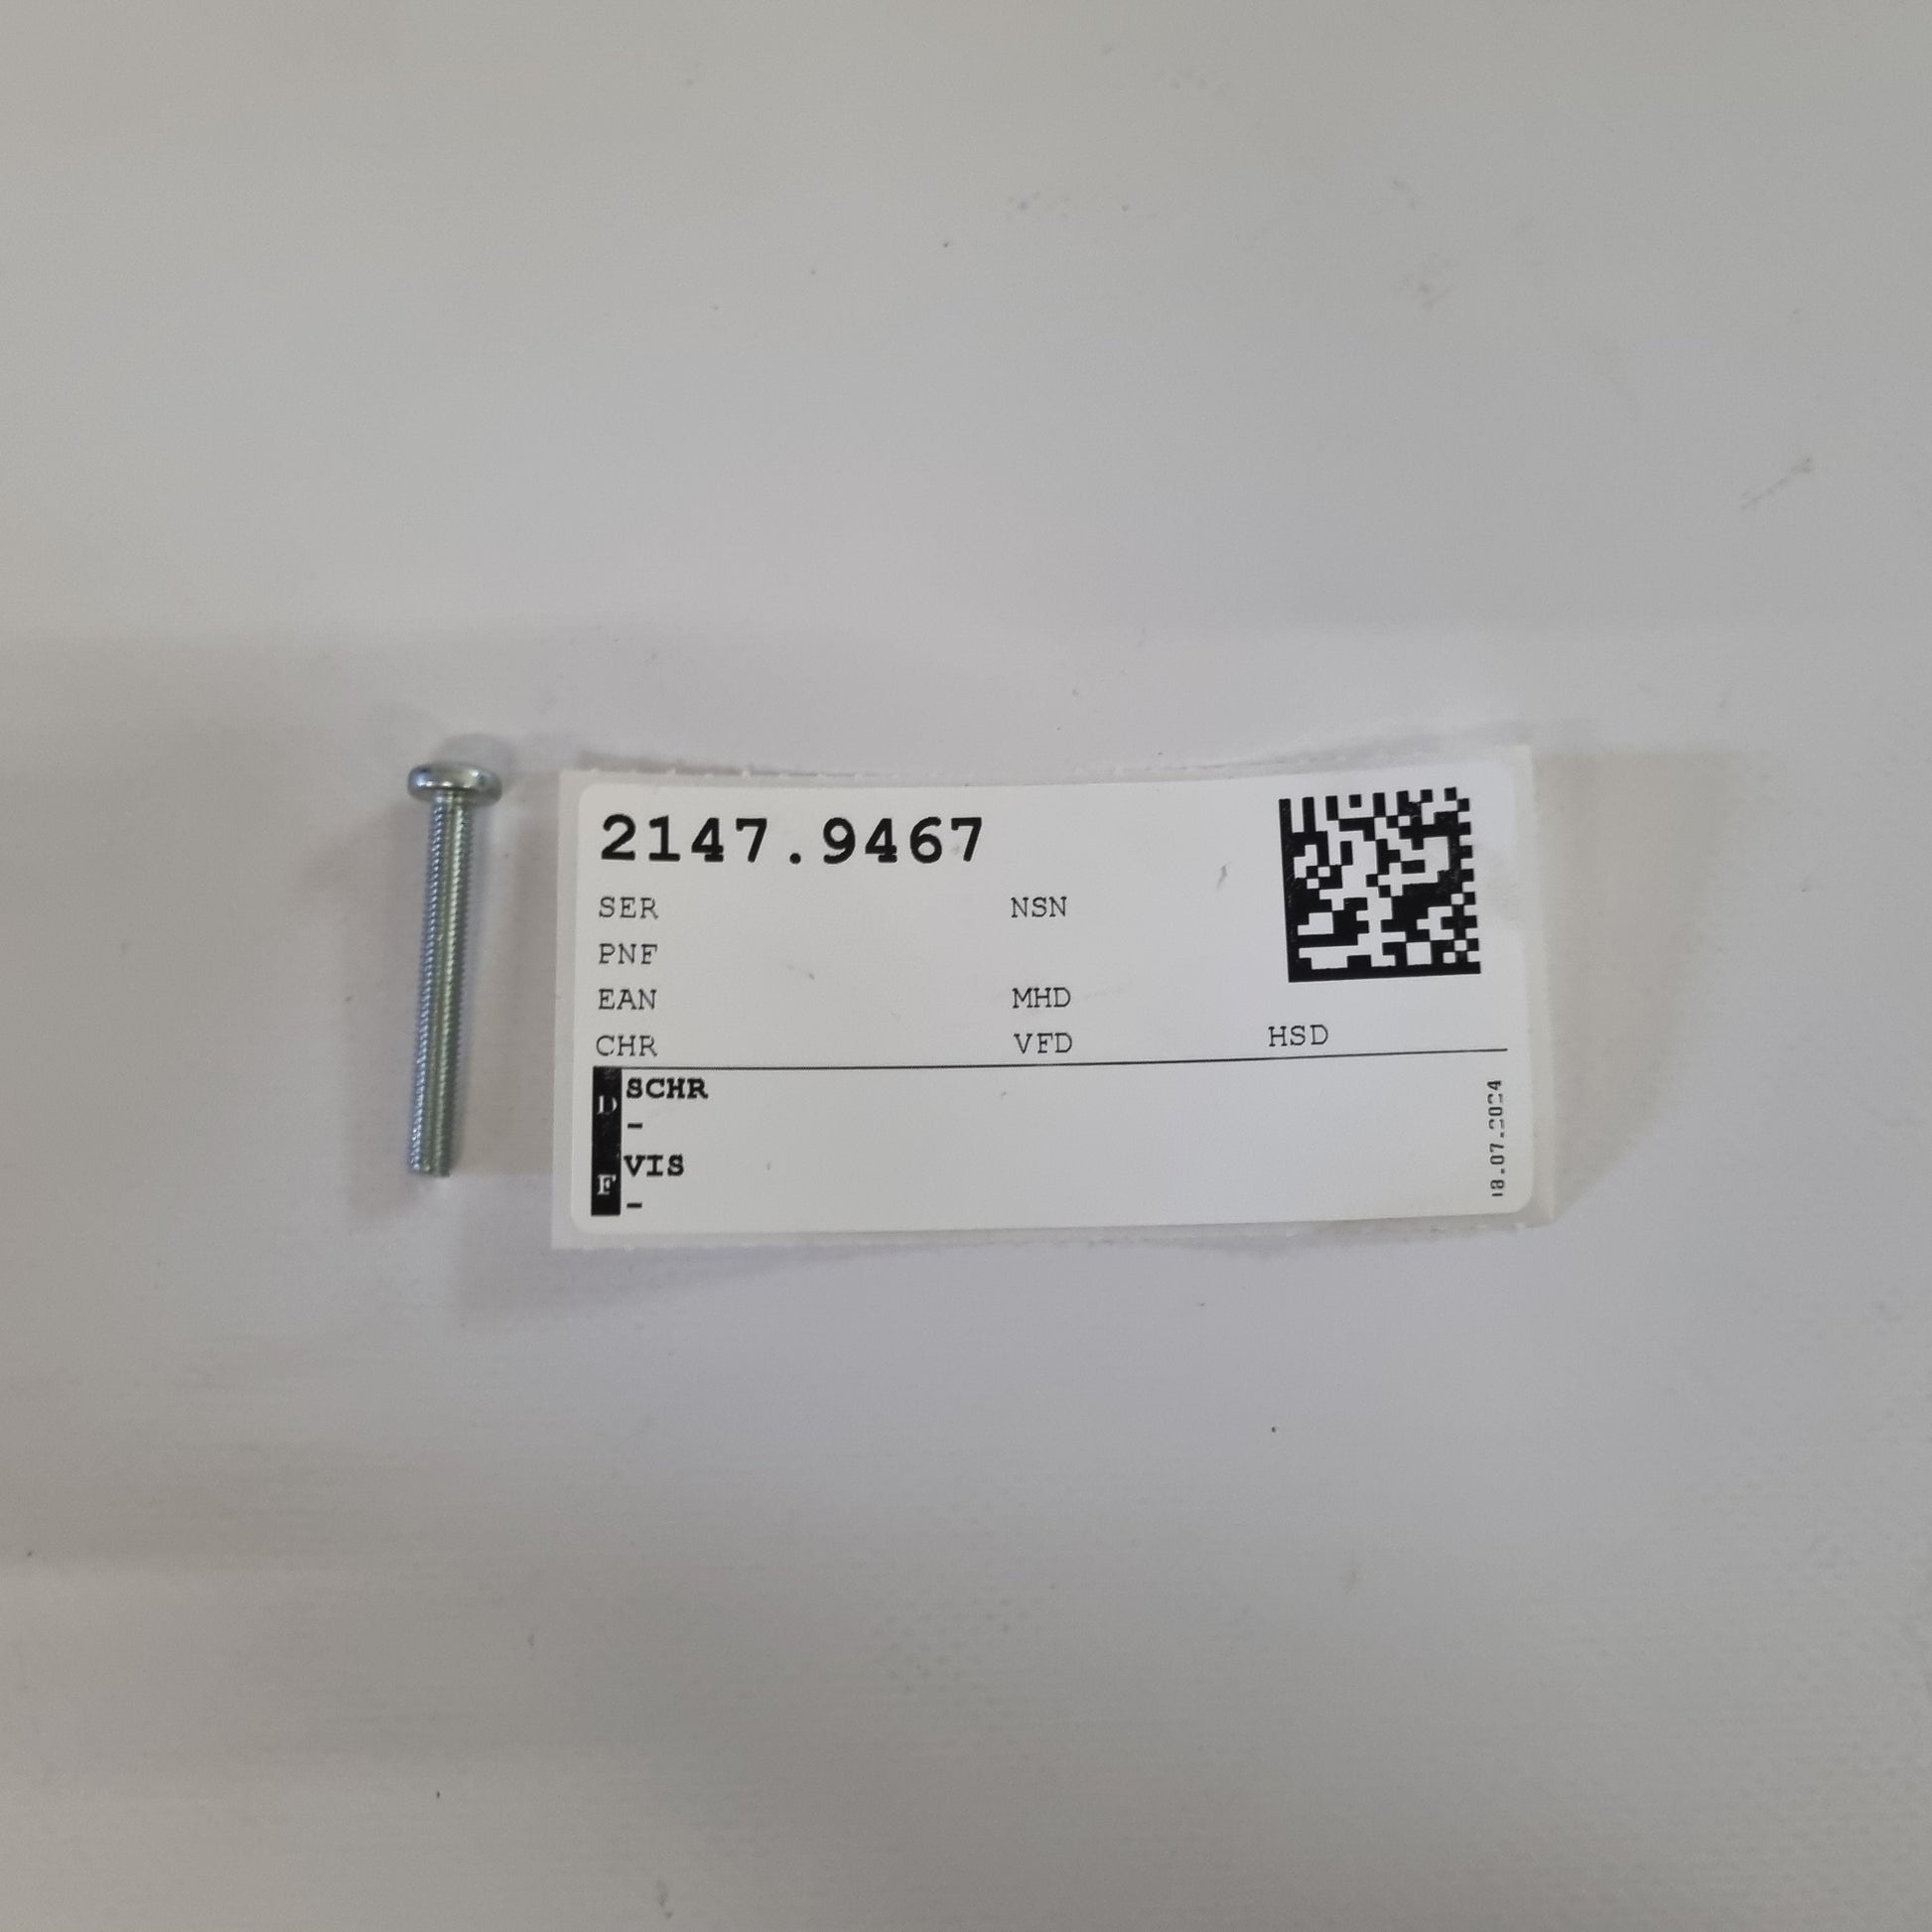 2147.9467
SER NSN
PNF
EAN MHD
CHR VFD HSD
D SCHR
-
F VIS
-
18.07.2024